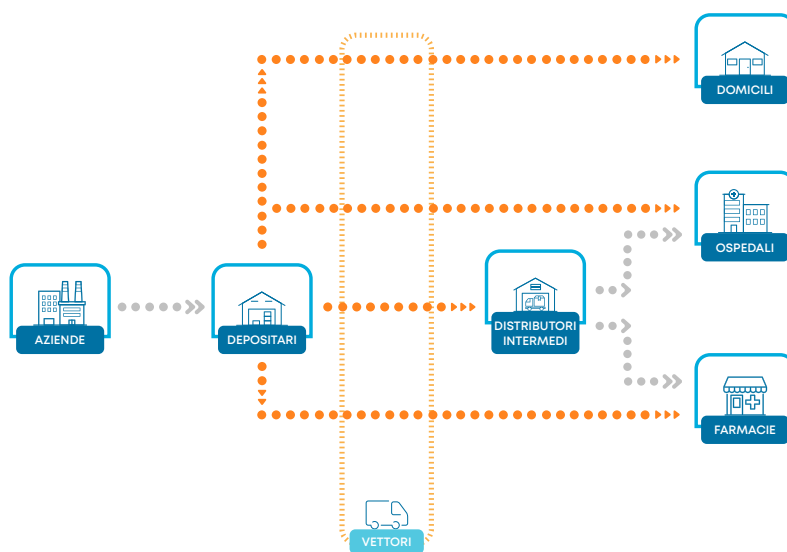 DOMICILI
OSPEDALI
AZIENDE
DEPOSITARI
DISTRIBUTORI
INTERMEDI
FARMACIE
VETTORI